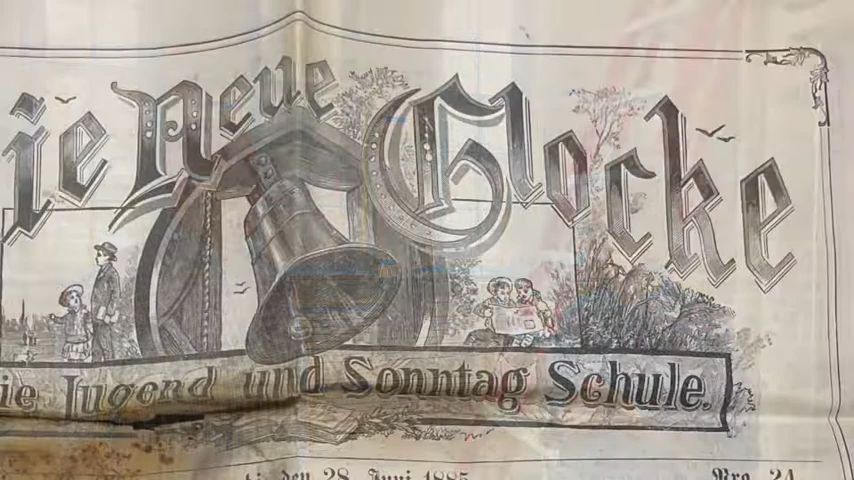 ie Neue Glocke
ie Jugend und Sonntag Schule.
den 28. Juni 1885 Nro. 24